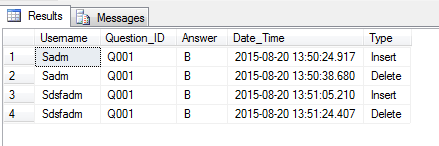 Results Messages
Username Question_ID Answer Date_Time Type
1 Sadm Q001 B 2015-08-20 13:50:24.917 Insert
2 Sadm Q001 B 2015-08-20 13:50:38.680 Delete
3 Sdsfadm Q001 B 2015-08-20 13:51:05.210 Insert
4 Sdsfadm Q001 B 2015-08-20 13:51:24.407 Delete